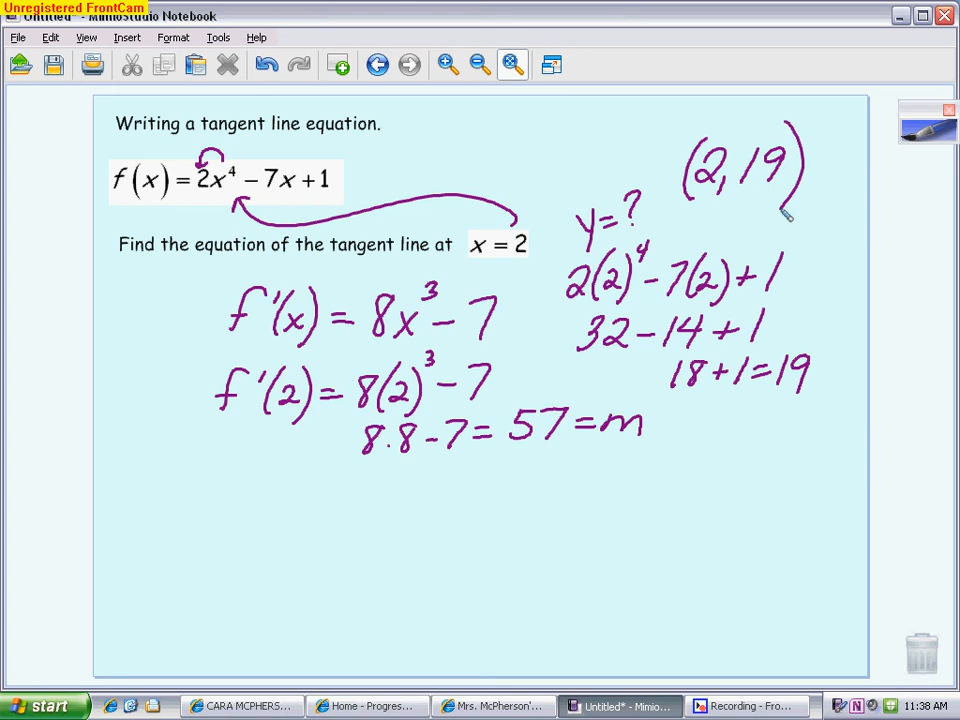 Unregistered FrontCam
Untitled* - MimioStudio Notebook
File Edit View Insert Format Tools Help
Writing a tangent line equation.
f(x) = 2x⁴ − 7x + 1
(2, 19)
y = ?
Find the equation of the tangent line at x = 2
2(2)⁴ − 7(2) + 1
f'(x) = 8x³ − 7
32 − 14 + 1
18 + 1 = 19
f'(2) = 8(2)³ − 7
8 · 8 − 7 = 57 = m
start
CARA MCPHERS...
Home - Progres...
Mrs. McPherson'...
Untitled* - Mimio...
Recording - Fro...
11:38 AM